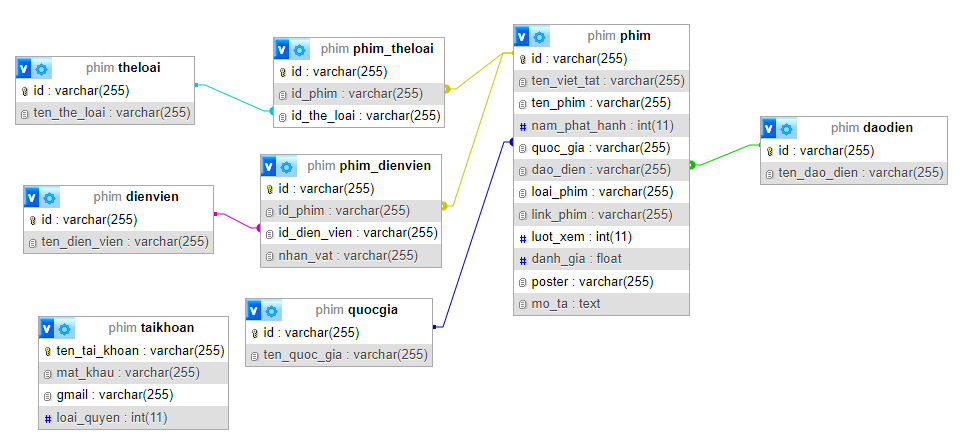 v phim theloai
id : varchar(255)
ten_the_loai : varchar(255)
v phim phim_theloai
id : varchar(255)
id_phim : varchar(255)
id_the_loai : varchar(255)
v phim phim
id : varchar(255)
ten_viet_tat : varchar(255)
ten_phim : varchar(255)
# nam_phat_hanh : int(11)
quoc_gia : varchar(255)
dao_dien : varchar(255)
loai_phim : varchar(255)
link_phim : varchar(255)
# luot_xem : int(11)
# danh_gia : float
poster : varchar(255)
mo_ta : text
v phim daodien
id : varchar(255)
ten_dao_dien : varchar(255)
v phim dienvien
id : varchar(255)
ten_dien_vien : varchar(255)
v phim phim_dienvien
id : varchar(255)
id_phim : varchar(255)
id_dien_vien : varchar(255)
nhan_vat : varchar(255)
v phim quocgia
id : varchar(255)
ten_quoc_gia : varchar(255)
v phim taikhoan
ten_tai_khoan : varchar(255)
mat_khau : varchar(255)
gmail : varchar(255)
# loai_quyen : int(11)